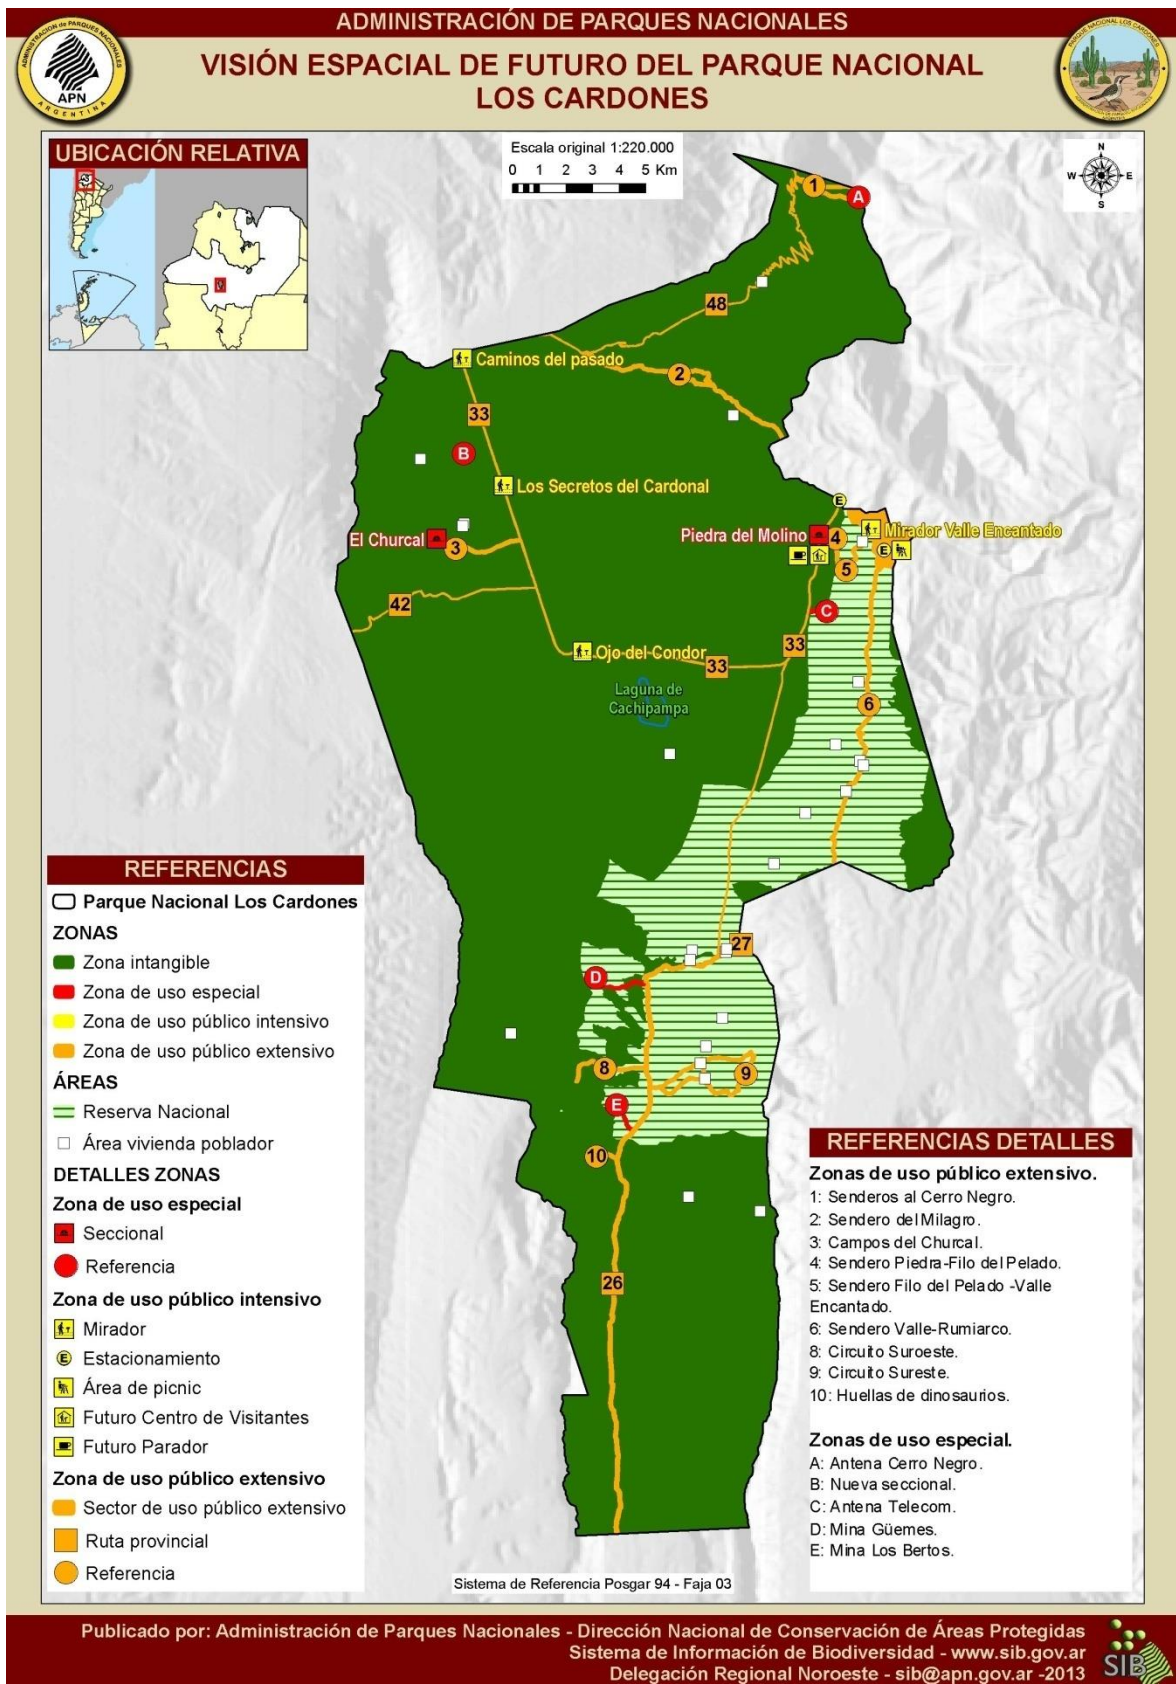 ADMINISTRACIÓN DE PARQUES NACIONALES
VISIÓN ESPACIAL DE FUTURO DEL PARQUE NACIONAL
LOS CARDONES
ADMINISTRACIÓN de PARQUES NACIONALES
APN
ARGENTINA
PARQUE NACIONAL LOS CARDONES
UBICACIÓN RELATIVA
Escala original 1:220.000
0 1 2 3 4 5 Km
N
W E
S
1
A
48
Caminos del pasado
2
33
B
Los Secretos del Cardonal
E
El Churcal
3
Piedra del Molino
4
Mirador Valle Encantado
E
5
42
C
33
Ojo del Condor
33
Laguna de
Cachipampa
6
27
D
8
9
E
10
26
REFERENCIAS
Parque Nacional Los Cardones
ZONAS
Zona intangible
Zona de uso especial
Zona de uso público intensivo
Zona de uso público extensivo
ÁREAS
Reserva Nacional
Área vivienda poblador
DETALLES ZONAS
Zona de uso especial
Seccional
Referencia
Zona de uso público intensivo
Mirador
E Estacionamiento
Área de picnic
Futuro Centro de Visitantes
Futuro Parador
Zona de uso público extensivo
Sector de uso público extensivo
Ruta provincial
Referencia
REFERENCIAS DETALLES
Zonas de uso público extensivo.
1: Senderos al Cerro Negro.
2: Sendero del Milagro.
3: Campos del Churcal.
4: Sendero Piedra-Filo del Pelado.
5: Sendero Filo del Pelado -Valle
Encantado.
6: Sendero Valle-Rumiarco.
8: Circuito Suroeste.
9: Circuito Sureste.
10: Huellas de dinosaurios.
Zonas de uso especial.
A: Antena Cerro Negro.
B: Nueva seccional.
C: Antena Telecom.
D: Mina Güemes.
E: Mina Los Bertos.
Sistema de Referencia Posgar 94 - Faja 03
Publicado por: Administración de Parques Nacionales - Dirección Nacional de Conservación de Áreas Protegidas
Sistema de Información de Biodiversidad - www.sib.gov.ar
Delegación Regional Noroeste - sib@apn.gov.ar -2013
SIB